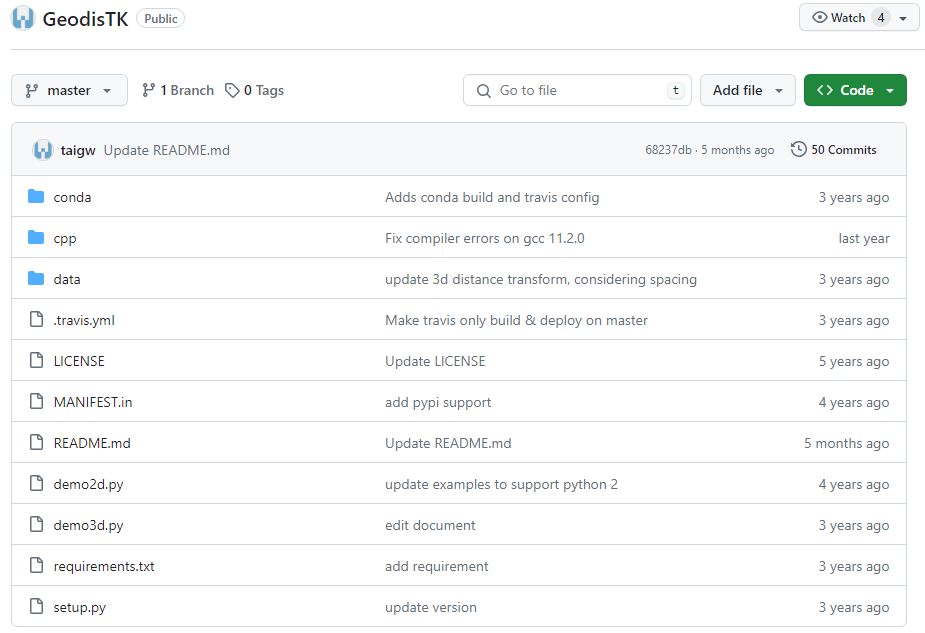 GeodisTK Public Watch 4
master 1 Branch 0 Tags Go to file t Add file Code
taigw Update README.md 68237db · 5 months ago 50 Commits
conda Adds conda build and travis config 3 years ago
cpp Fix compiler errors on gcc 11.2.0 last year
data update 3d distance transform, considering spacing 3 years ago
.travis.yml Make travis only build & deploy on master 3 years ago
LICENSE Update LICENSE 5 years ago
MANIFEST.in add pypi support 4 years ago
README.md Update README.md 5 months ago
demo2d.py update examples to support python 2 4 years ago
demo3d.py edit document 3 years ago
requirements.txt add requirement 3 years ago
setup.py update version 3 years ago